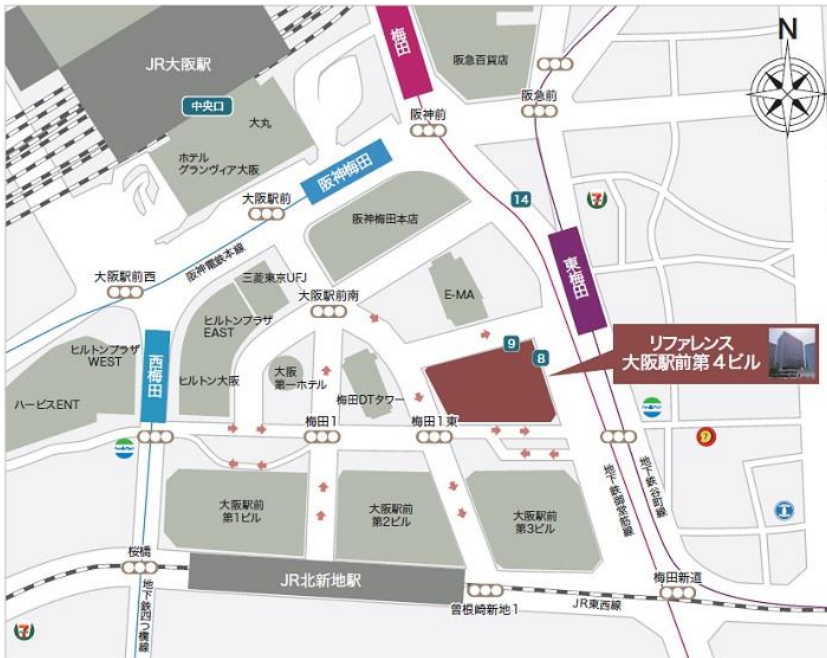 N
JR大阪駅
中央口
大丸
ホテル
グランヴィア大阪
梅田
阪急百貨店
阪急前
阪神前
阪神梅田
大阪駅前
阪神梅田本店
14
阪神電鉄本線
大阪駅前西
三菱東京UFJ
大阪駅前南
E-MA
東梅田
ヒルトンプラザ
EAST
ヒルトンプラザ
WEST
西梅田
ヒルトン大阪
大阪
第一ホテル
梅田DTタワー
9
8
リファレンス
大阪駅前第4ビル
ハービスENT
梅田1
梅田1東
FamilyMart
FamilyMart
大阪駅前
第1ビル
大阪駅前
第2ビル
大阪駅前
第3ビル
地下鉄御堂筋線
地下鉄谷町線
桜橋
JR北新地駅
梅田新道
曽根崎新地1
JR東西線
地下鉄四つ橋線